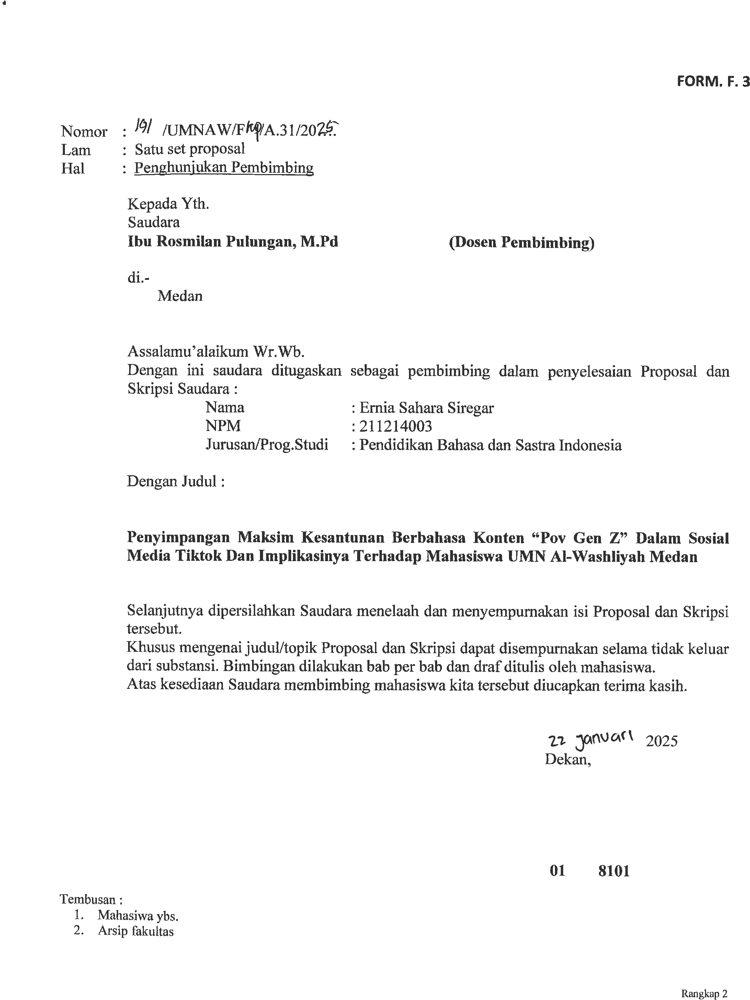 FORM. F. 3
Nomor : 191 /UMNAW/Fkip/A.31/2025..
Lam : Satu set proposal
Hal : Penghunjukan Pembimbing
Kepada Yth.
Saudara
Ibu Rosmilan Pulungan, M.Pd (Dosen Pembimbing)
di.-
Medan
Assalamu’alaikum Wr.Wb.
Dengan ini saudara ditugaskan sebagai pembimbing dalam penyelesaian Proposal dan
Skripsi Saudara :
Nama : Ernia Sahara Siregar
NPM : 211214003
Jurusan/Prog.Studi : Pendidikan Bahasa dan Sastra Indonesia
Dengan Judul :
Penyimpangan Maksim Kesantunan Berbahasa Konten “Pov Gen Z” Dalam Sosial
Media Tiktok Dan Implikasinya Terhadap Mahasiswa UMN Al-Washliyah Medan
Selanjutnya dipersilahkan Saudara menelaah dan menyempurnakan isi Proposal dan Skripsi
tersebut.
Khusus mengenai judul/topik Proposal dan Skripsi dapat disempurnakan selama tidak keluar
dari substansi. Bimbingan dilakukan bab per bab dan draf ditulis oleh mahasiswa.
Atas kesediaan Saudara membimbing mahasiswa kita tersebut diucapkan terima kasih.
22 Januari 2025
Dekan,
01 8101
Tembusan :
1. Mahasiwa ybs.
2. Arsip fakultas
Rangkap 2